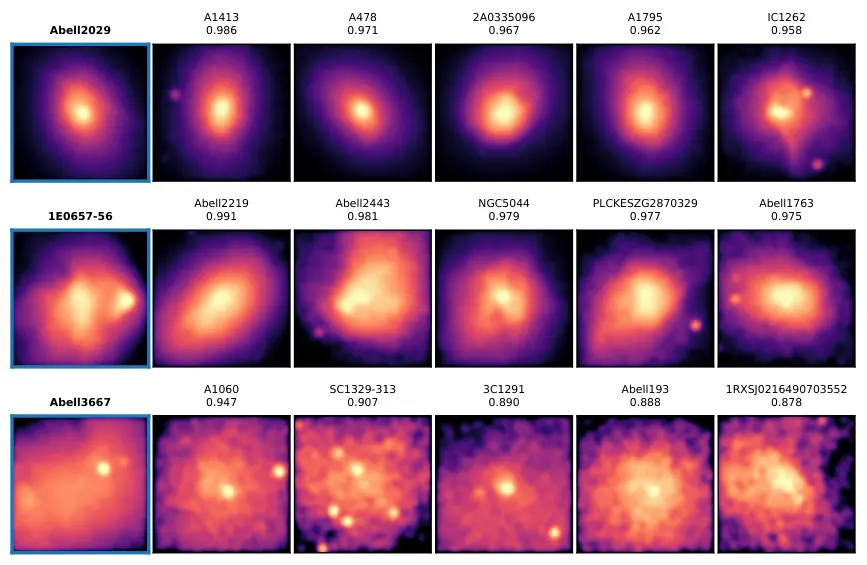 Abell2029
A1413
0.986
A478
0.971
2A0335096
0.967
A1795
0.962
IC1262
0.958
1E0657-56
Abell2219
0.991
Abell2443
0.981
NGC5044
0.979
PLCKESZG2870329
0.977
Abell1763
0.975
Abell3667
A1060
0.947
SC1329-313
0.907
3C1291
0.890
Abell193
0.888
1RXSJ0216490703552
0.878